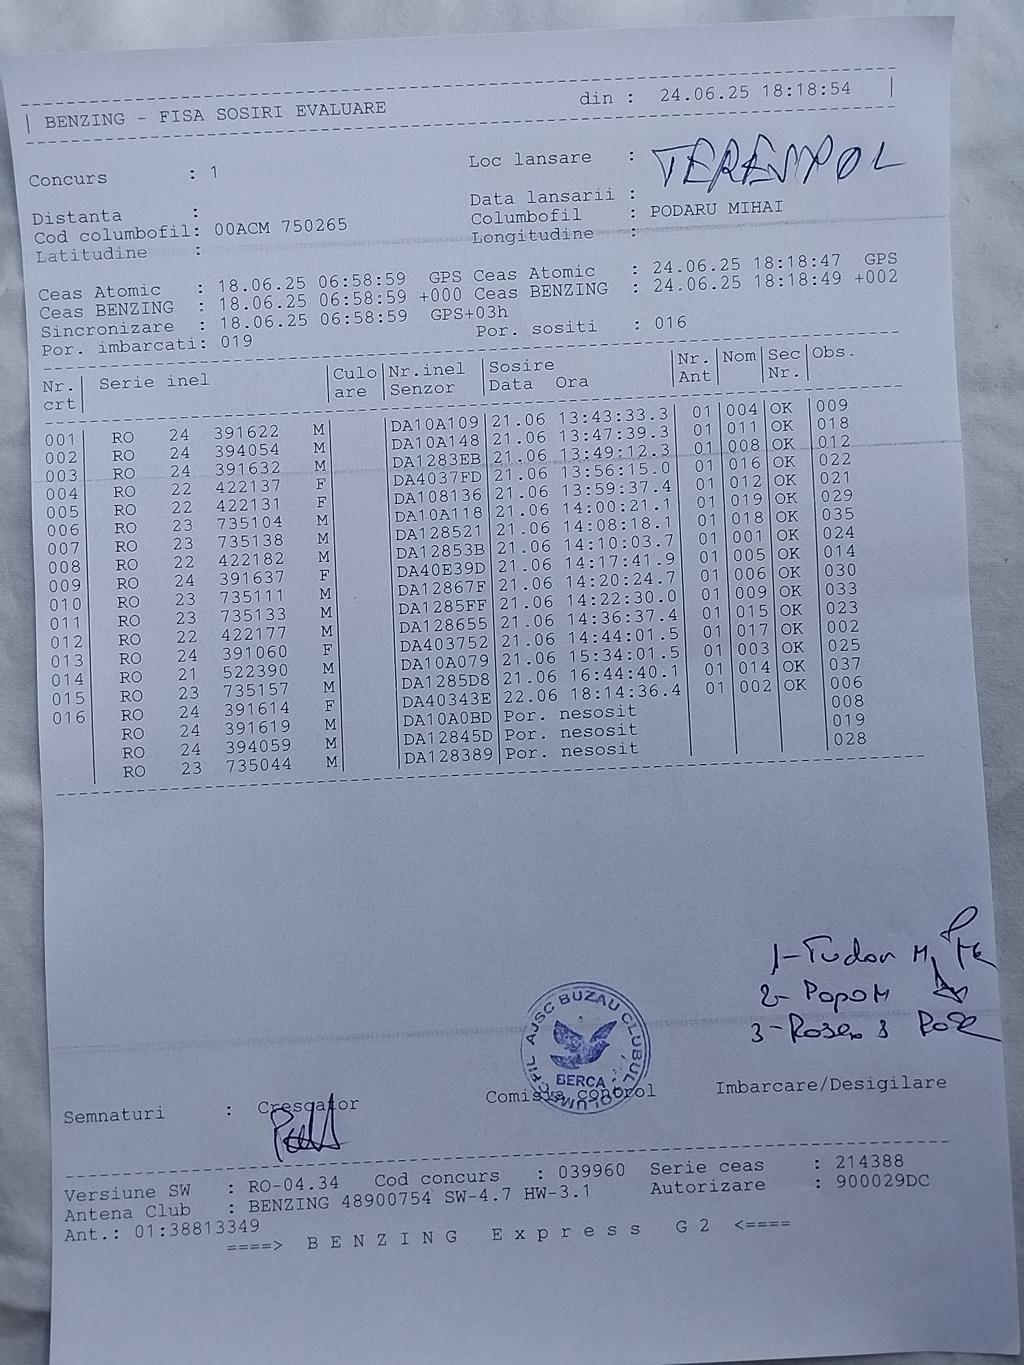 BENZING - FISA SOSIRI EVALUARE din : 24.06.25 18:18:54
Concurs : 1 Loc lansare : TERESPOL
Data lansarii :
Distanta : Columbofil : PODARU MIHAI
Cod columbofil: 00ACM 750265 Longitudine :
Latitudine :
Ceas Atomic : 18.06.25 06:58:59 GPS Ceas Atomic : 24.06.25 18:18:47 GPS
Ceas BENZING : 18.06.25 06:58:59 +000 Ceas BENZING : 24.06.25 18:18:49 +002
Sincronizare : 18.06.25 06:58:59 GPS+03h
Por. imbarcati: 019 Por. sositi : 016
Nr. Serie inel Culo Nr.inel Sosire Nr. Nom Sec Obs.
crt are Senzor Data Ora Ant Nr.
001 RO 24 391622 M DA10A109 21.06 13:43:33.3 01 004 OK 009
002 RO 24 394054 M DA10A148 21.06 13:47:39.3 01 011 OK 018
003 RO 24 391632 M DA1283EB 21.06 13:49:12.3 01 008 OK 012
004 RO 22 422137 F DA4037FD 21.06 13:56:15.0 01 016 OK 022
005 RO 22 422131 F DA108136 21.06 13:59:37.4 01 012 OK 021
006 RO 23 735104 M DA10A118 21.06 14:00:21.1 01 019 OK 029
007 RO 23 735138 M DA128521 21.06 14:08:18.1 01 018 OK 035
008 RO 22 422182 M DA12853B 21.06 14:10:03.7 01 001 OK 024
009 RO 24 391637 F DA40E39D 21.06 14:17:41.9 01 005 OK 014
010 RO 23 735111 M DA12867F 21.06 14:20:24.7 01 006 OK 030
011 RO 23 735133 M DA1285FF 21.06 14:22:30.0 01 009 OK 033
012 RO 22 422177 M DA128655 21.06 14:36:37.4 01 015 OK 023
013 RO 24 391060 F DA403752 21.06 14:44:01.5 01 017 OK 002
014 RO 21 522390 M DA10A079 21.06 15:34:01.5 01 003 OK 025
015 RO 23 735157 M DA1285D8 21.06 16:44:40.1 01 014 OK 037
016 RO 24 391614 F DA40343E 22.06 18:14:36.4 01 002 OK 006
RO 24 391619 M DA10A0BD Por. nesosit 008
RO 24 394059 M DA12845D Por. nesosit 019
RO 23 735044 M DA128389 Por. nesosit 028
1-Tudor M
2- Popa M
3-
AJSC BUZAU CLUBUL COLUMBOFIL
BERCA
Semnaturi : Crescator Comisia control Imbarcare/Desigilare
Versiune SW : RO-04.34 Cod concurs : 039960 Serie ceas : 214388
Antena Club : BENZING 48900754 SW-4.7 HW-3.1 Autorizare : 900029DC
Ant.: 01:38813349
====> B E N Z I N G E x p r e s s G 2 <====